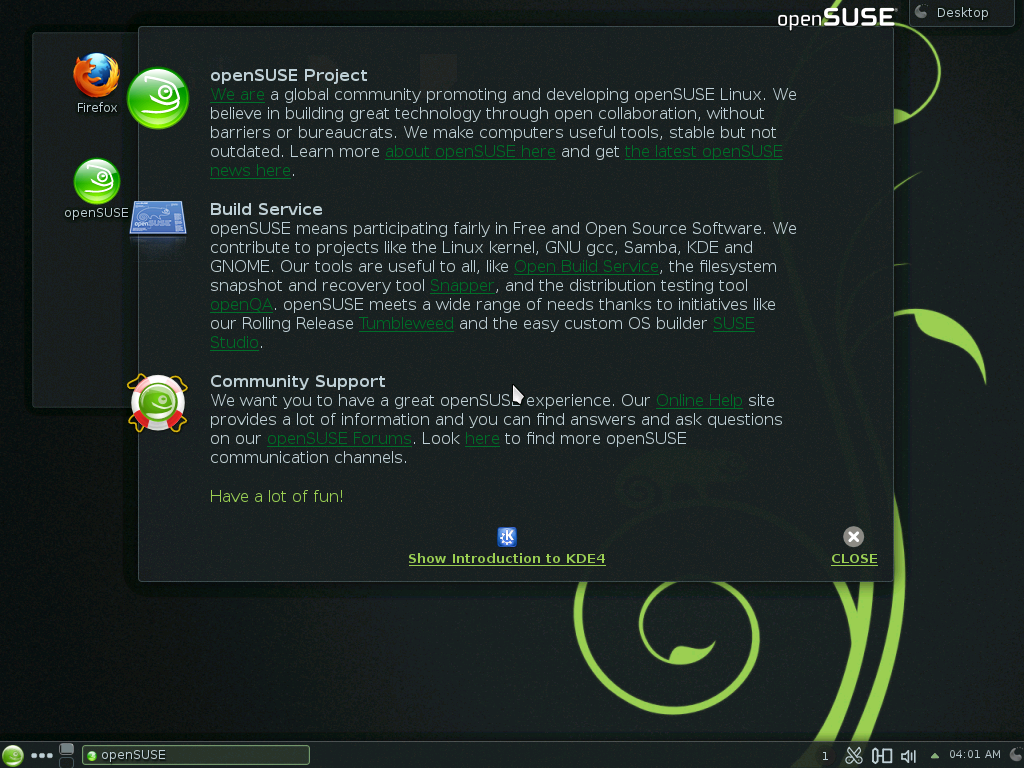 openSUSE
Desktop
Firefox
openSUSE
openSUSE Project
We are a global community promoting and developing openSUSE Linux. We
believe in building great technology through open collaboration, without
barriers or bureaucrats. We make computers useful tools, stable but not
outdated. Learn more about openSUSE here and get the latest openSUSE
news here.
Build Service
openSUSE means participating fairly in Free and Open Source Software. We
contribute to projects like the Linux kernel, GNU gcc, Samba, KDE and
GNOME. Our tools are useful to all, like Open Build Service, the filesystem
snapshot and recovery tool Snapper, and the distribution testing tool
openQA. openSUSE meets a wide range of needs thanks to initiatives like
our Rolling Release Tumbleweed and the easy custom OS builder SUSE
Studio.
Community Support
We want you to have a great openSUSE experience. Our Online Help site
provides a lot of information and you can find answers and ask questions
on our openSUSE Forums. Look here to find more openSUSE
communication channels.
Have a lot of fun!
Show Introduction to KDE4
CLOSE
openSUSE
1
04:01 AM